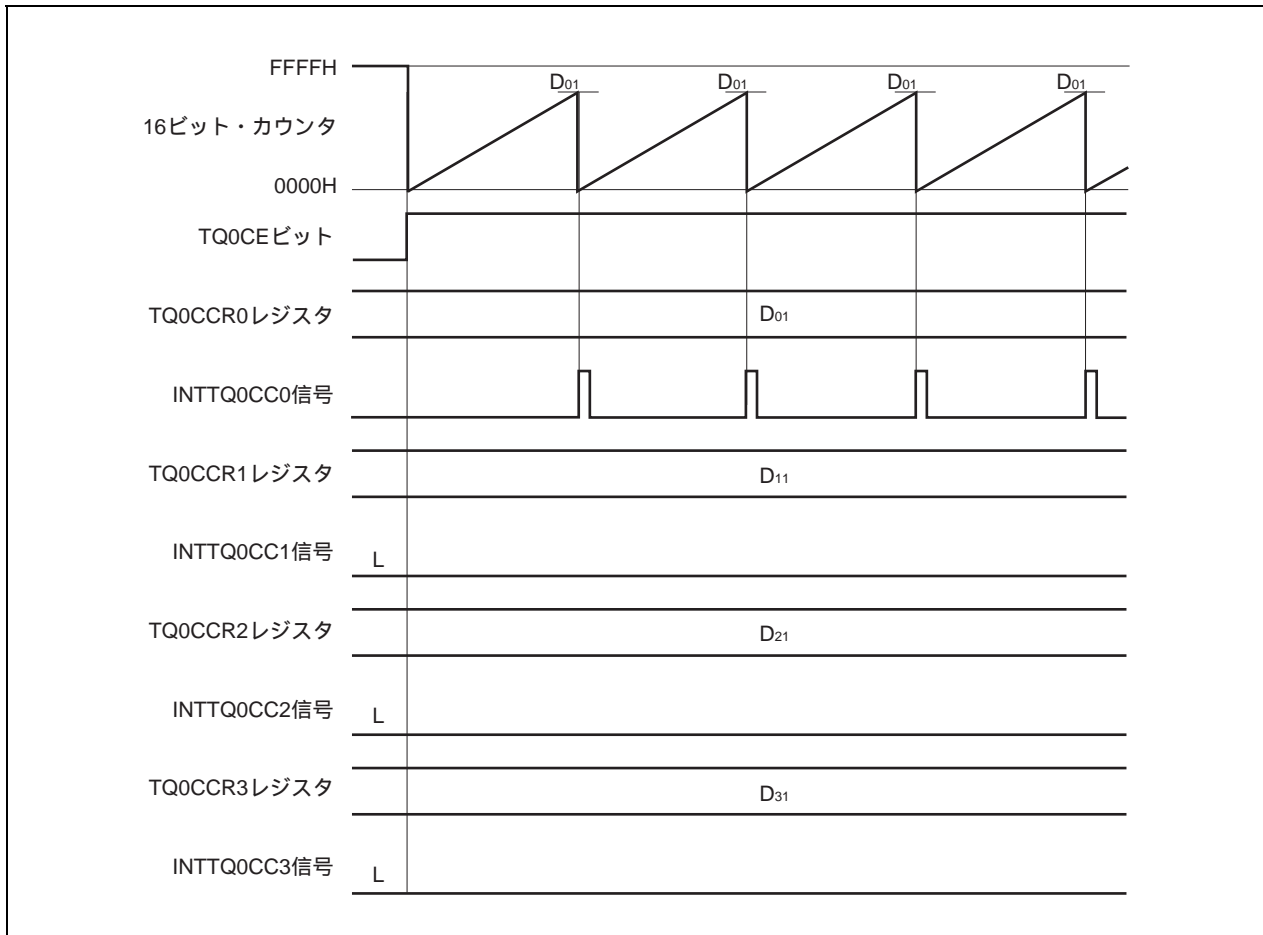 FFFFH
D01 D01 D01 D01
16ビット・カウンタ
0000H
TQ0CEビット
TQ0CCR0レジスタ D01
INTTQ0CC0信号
TQ0CCR1レジスタ D11
INTTQ0CC1信号 L
TQ0CCR2レジスタ D21
INTTQ0CC2信号 L
TQ0CCR3レジスタ D31
INTTQ0CC3信号 L